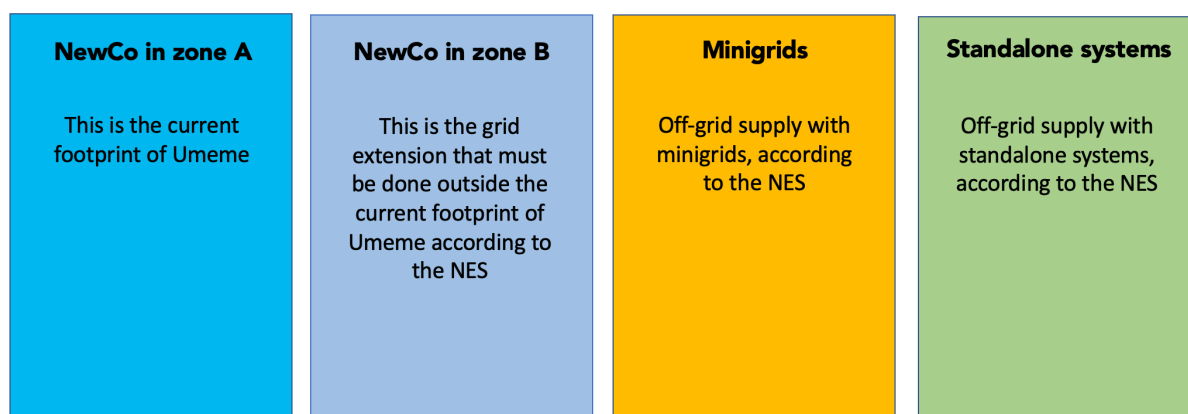 NewCo in zone A
This is the current
footprint of Umeme
NewCo in zone B
This is the grid
extension that must
be done outside the
current footprint of
Umeme according to
the NES
Minigrids
Off-grid supply with
minigrids, according
to the NES
Standalone systems
Off-grid supply with
standalone systems,
according to the NES